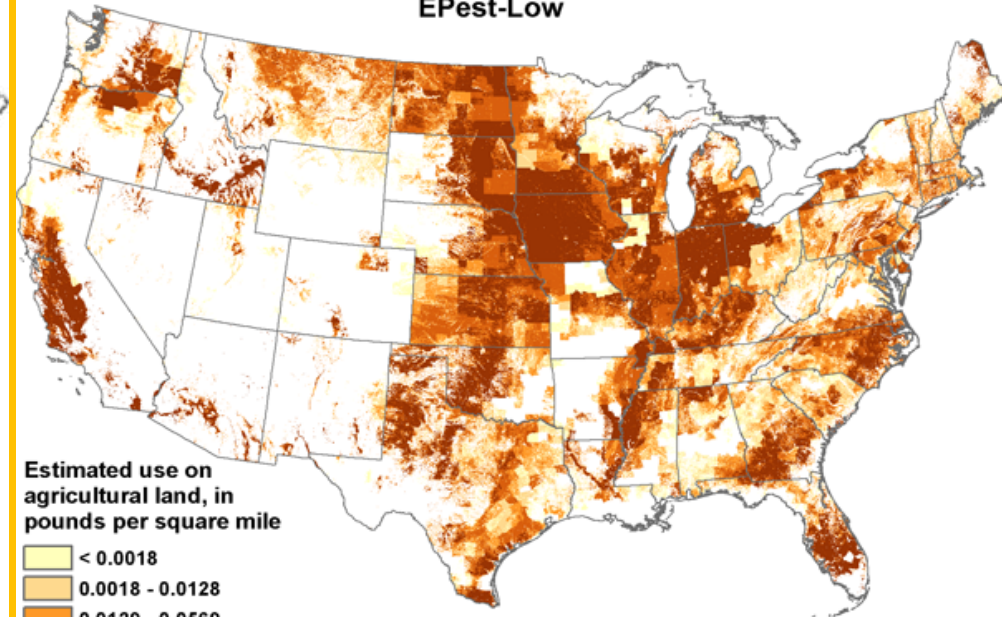 EPest-Low
Estimated use on
agricultural land, in
pounds per square mile
< 0.0018
0.0018 - 0.0128